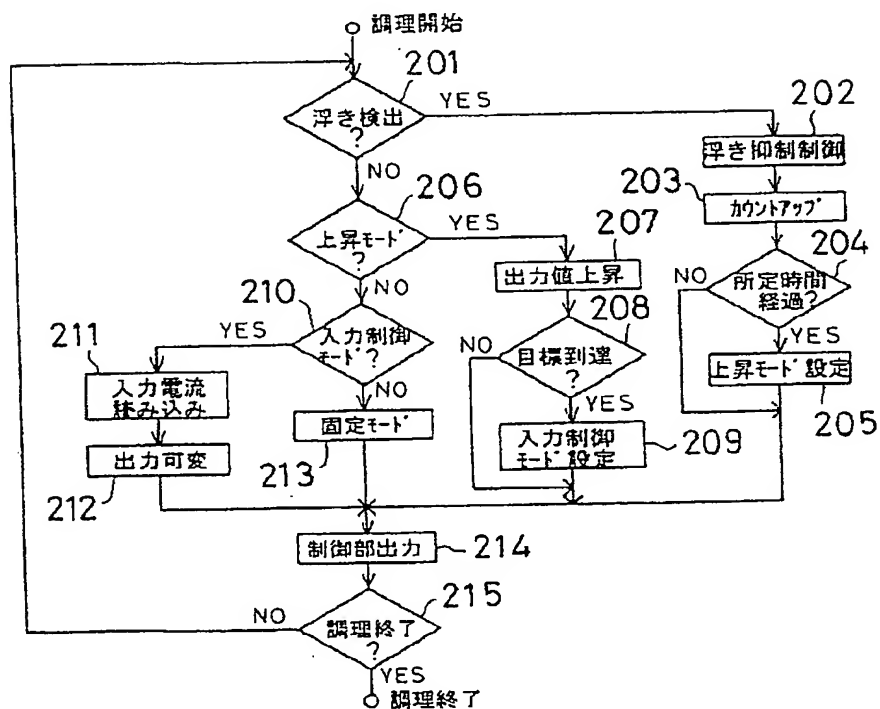 調理開始
201
浮き検出
?
YES
NO
202
浮き抑制制御
203
カウントアップ
204
所定時間
経過?
NO
YES
上昇モード設定
205
206
上昇モード
?
YES
NO
207
出力値上昇
208
目標到達
?
NO
YES
入力制御
モード設定
209
210
入力制御
モード?
YES
NO
211
入力電流
読み込み
出力可変
212
固定モード
213
制御部出力
214
215
調理終了
?
NO
YES
調理終了